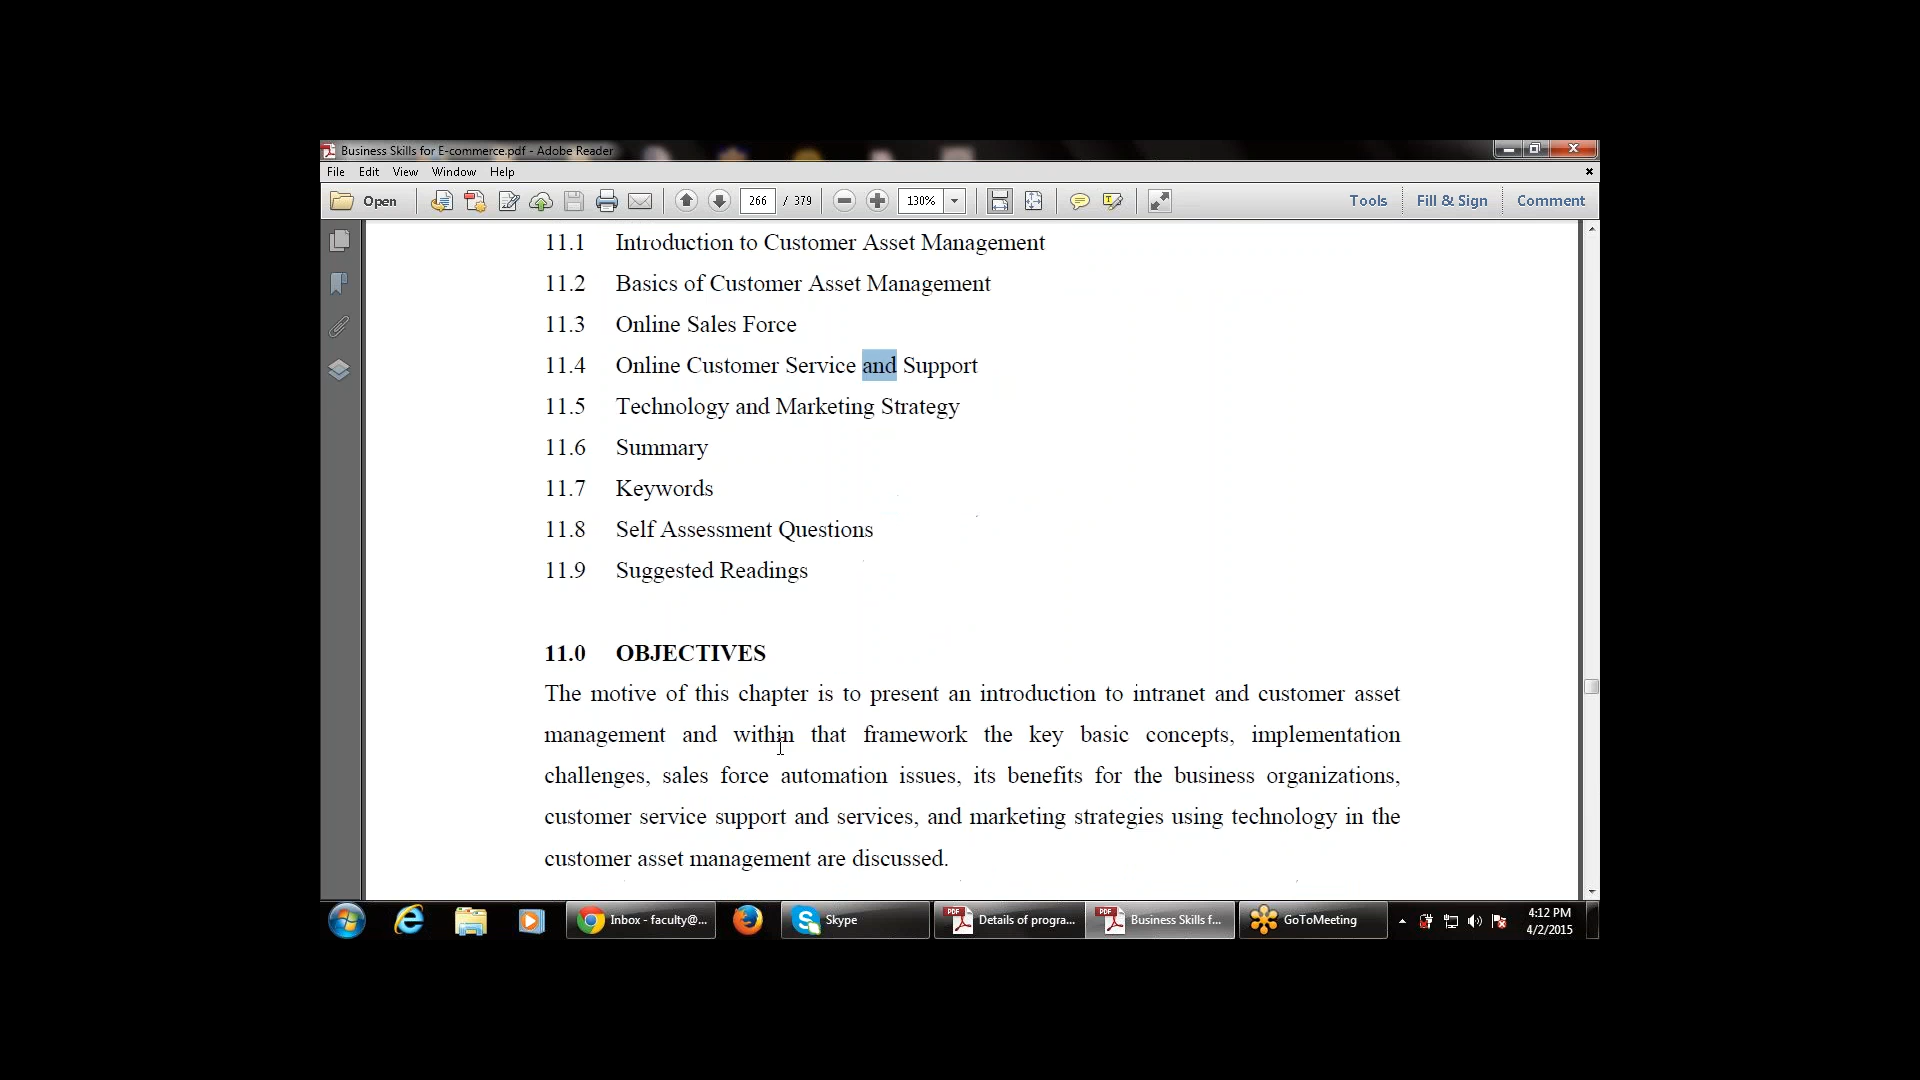 Business Skills for E-commerce.pdf - Adobe Reader
File Edit View Window Help
Open 266 / 379 130% Tools Fill & Sign Comment
11.1 Introduction to Customer Asset Management
11.2 Basics of Customer Asset Management
11.3 Online Sales Force
11.4 Online Customer Service and Support
11.5 Technology and Marketing Strategy
11.6 Summary
11.7 Keywords
11.8 Self Assessment Questions
11.9 Suggested Readings
11.0 OBJECTIVES
The motive of this chapter is to present an introduction to intranet and customer asset
management and within that framework the key basic concepts, implementation
challenges, sales force automation issues, its benefits for the business organizations,
customer service support and services, and marketing strategies using technology in the
customer asset management are discussed.
Inbox - faculty@... Skype Details of progra... Business Skills f... GoToMeeting 4:12 PM
4/2/2015